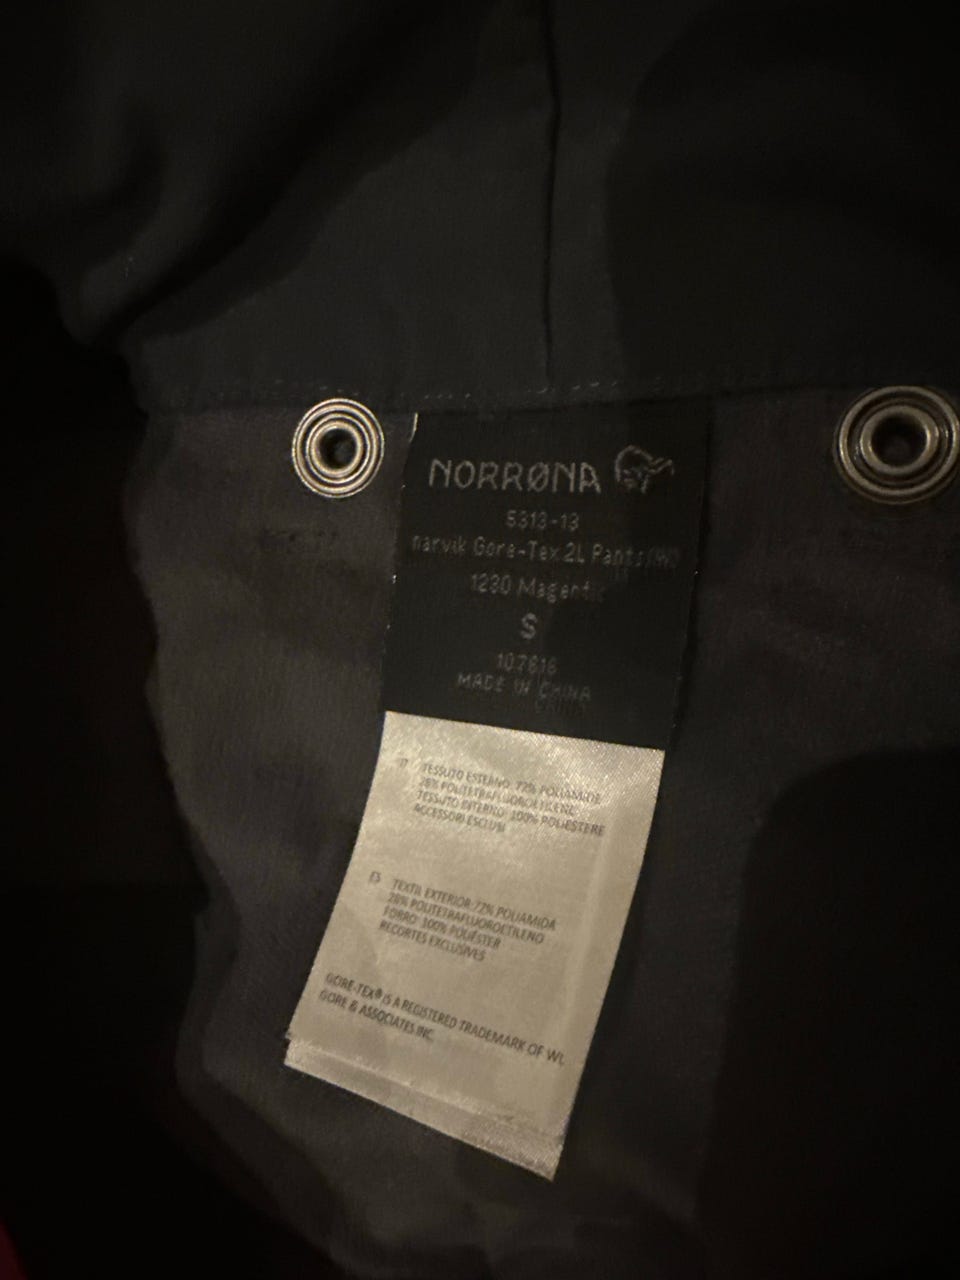 NORRØNA
5313-13
narvik Gore-Tex 2L Pants (W)
1230 Magentic
S
107816
MADE IN CHINA
IT TESSUTO ESTERNO: 72% POLIAMIDE
28% POLITETRAFLUOROETILENE
TESSUTO INTERNO: 100% POLIESTERE
ACCESSORI ESCLUSI
ES TEXTIL EXTERIOR: 72% POLIAMIDA
28% POLITETRAFLUOROETILENO
FORRO: 100% POLIÉSTER
RECORTES EXCLUSIVES
GORE-TEX® IS A REGISTERED TRADEMARK OF WL
GORE & ASSOCIATES INC